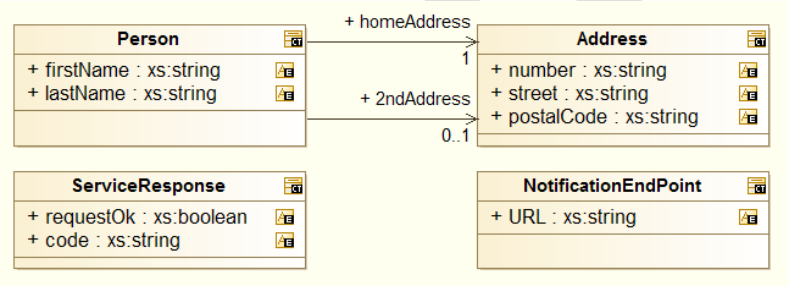 Person
+ firstName : xs:string
+ lastName : xs:string
+ homeAddress
1
+ 2ndAddress
0..1
Address
+ number : xs:string
+ street : xs:string
+ postalCode : xs:string
ServiceResponse
+ requestOk : xs:boolean
+ code : xs:string
NotificationEndPoint
+ URL : xs:string